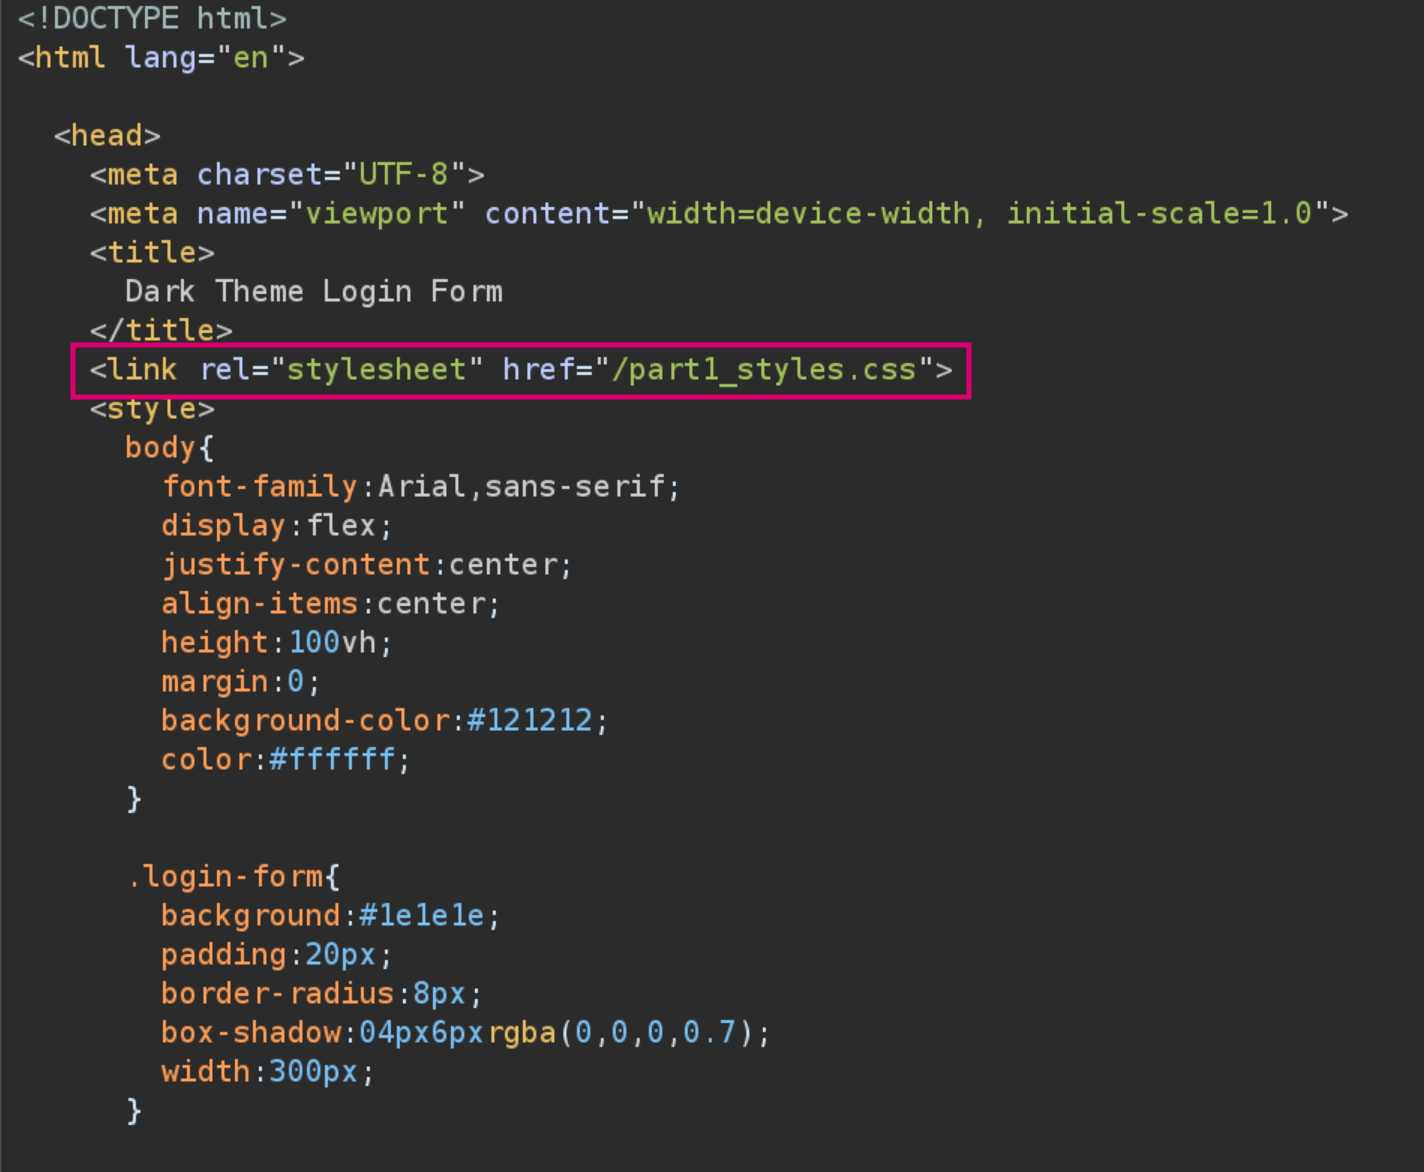 <!DOCTYPE html>
<html lang="en">
<head>
<meta charset="UTF-8">
<meta name="viewport" content="width=device-width, initial-scale=1.0">
<title>
Dark Theme Login Form
</title>
<link rel="stylesheet" href="/part1_styles.css">
<style>
body{
font-family:Arial,sans-serif;
display:flex;
justify-content:center;
align-items:center;
height:100vh;
margin:0;
background-color:#121212;
color:#ffffff;
}
.login-form{
background:#1e1e1e;
padding:20px;
border-radius:8px;
box-shadow:04px6pxrgba(0,0,0,0.7);
width:300px;
}